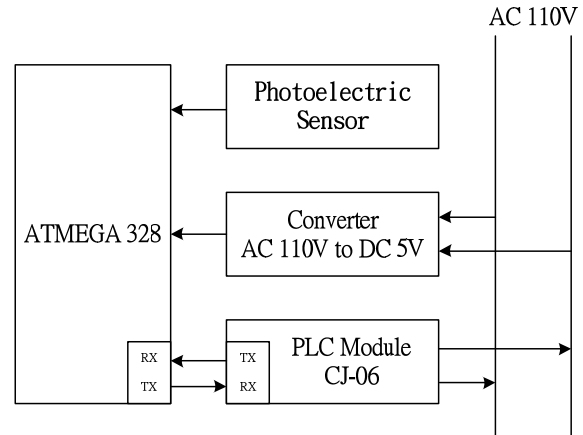 AC 110V
Photoelectric
Sensor
ATMEGA 328
Converter
AC 110V to DC 5V
PLC Module
CJ-06
RX
TX
TX
RX